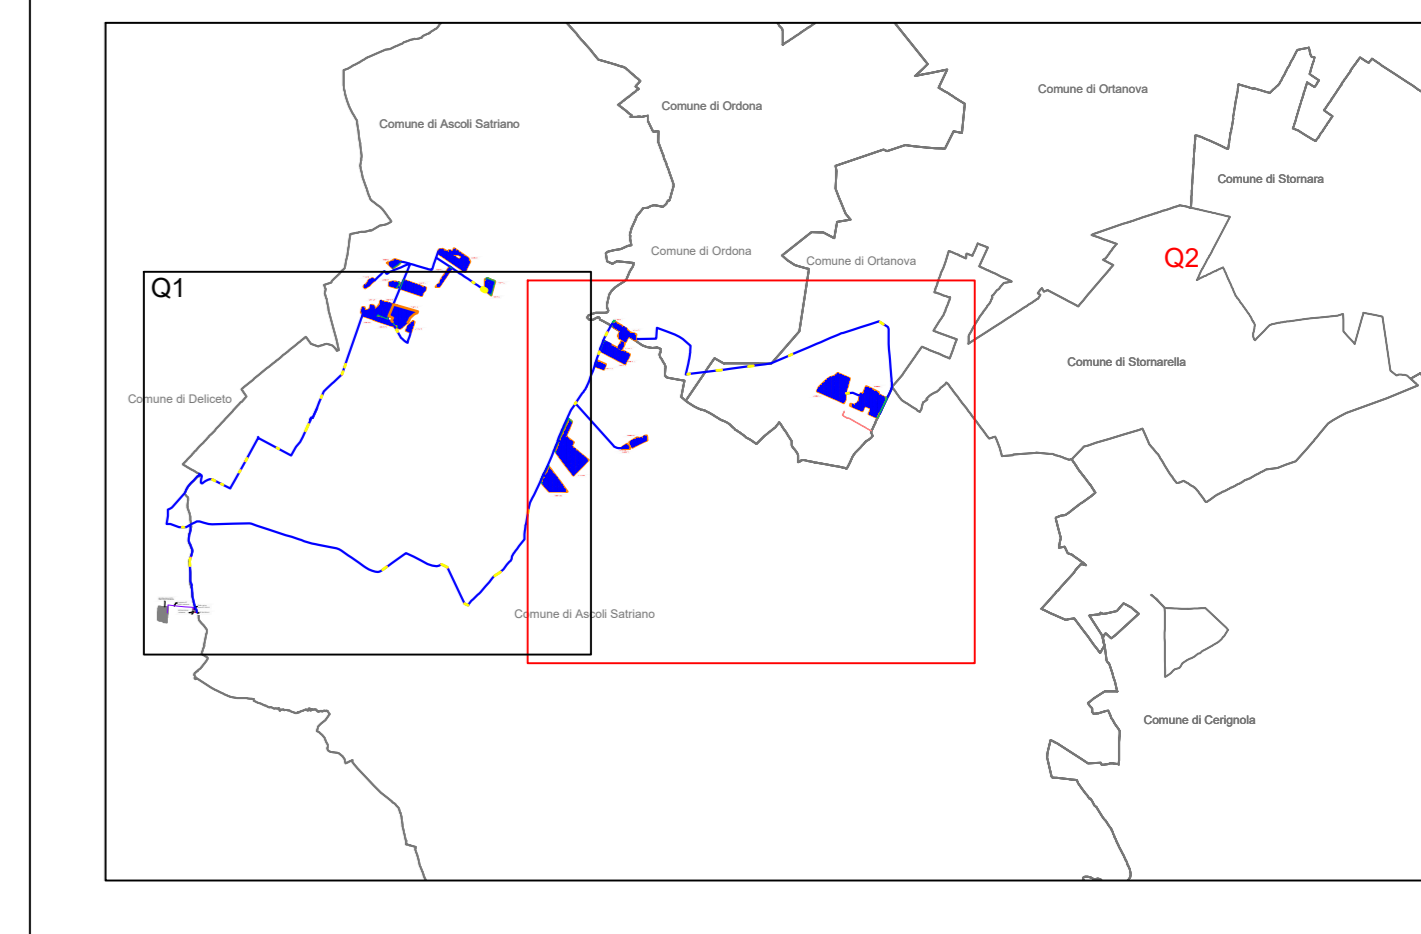 Comune di Ortanova
Comune di Ordona
Comune di Ascoli Satriano
Comune di Stornara
Comune di Ordona
Q2
Comune di Ortanova
Q1
Comune di Stornarella
Comune di Deliceto
Comune di Ascoli Satriano
Comune di Cerignola